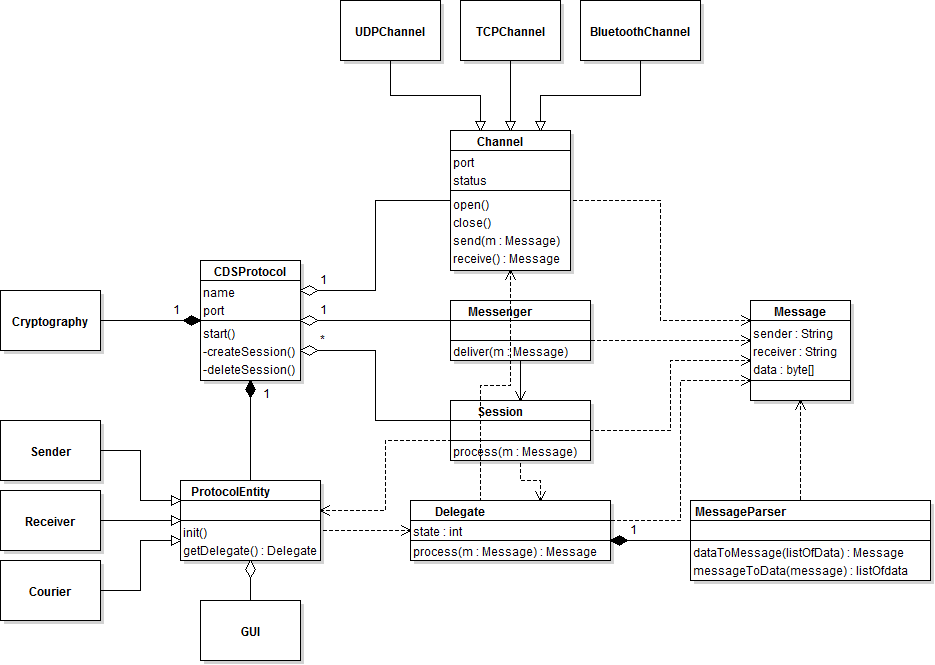 UDPChannel
TCPChannel
BluetoothChannel
Channel
port
status
open()
close()
send(m : Message)
receive() : Message
CDSProtocol
name
port
start()
-createSession()
-deleteSession()
1
1
*
1
1
Cryptography
Messenger
deliver(m : Message)
Message
sender : String
receiver : String
data : byte[]
Session
process(m : Message)
Sender
Receiver
Courier
ProtocolEntity
init()
getDelegate() : Delegate
Delegate
state : int
process(m : Message) : Message
1
MessageParser
dataToMessage(listOfData) : Message
messageToData(message) : listOfdata
GUI